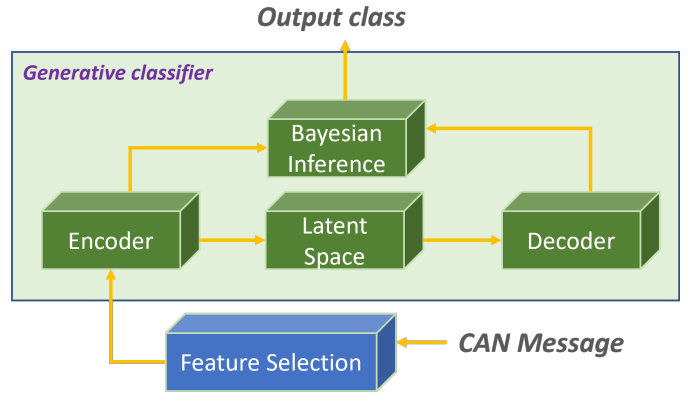 Output class
Generative classifier
Bayesian
Inference
Encoder
Latent
Space
Decoder
Feature Selection
CAN Message